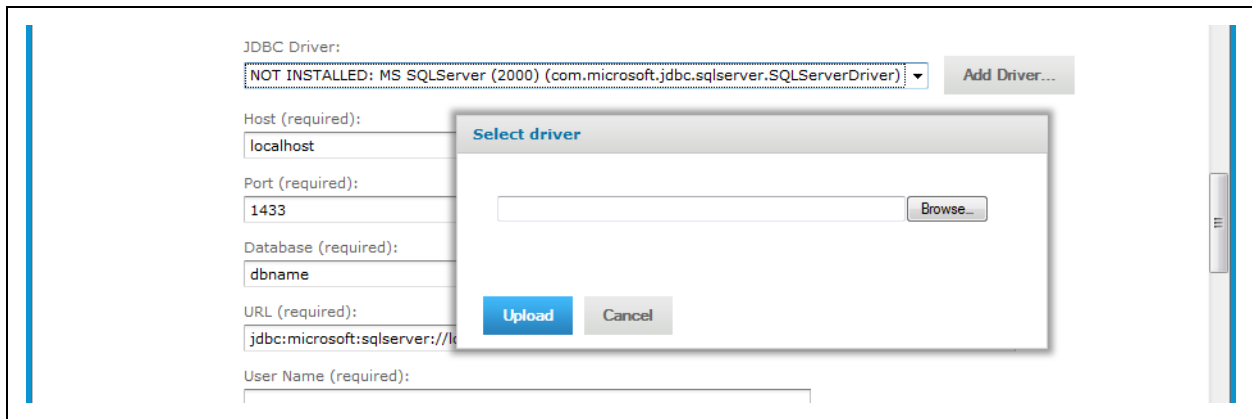 JDBC Driver:
NOT INSTALLED: MS SQLServer (2000) (com.microsoft.jdbc.sqlserver.SQLServerDriver)
Add Driver...
Host (required):
localhost
Select driver
Port (required):
1433
Browse...
Database (required):
dbname
URL (required):
jdbc:microsoft:sqlserver://
Upload
Cancel
User Name (required):